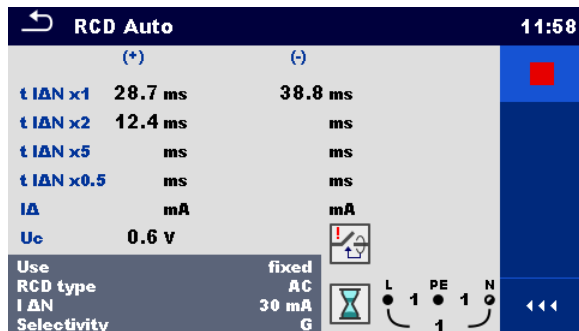 RCD Auto 11:58
(+) (-)
t IΔN x1 28.7 ms 38.8 ms
t IΔN x2 12.4 ms ms
t IΔN x5 ms ms
t IΔN x0.5 ms ms
IΔ mA mA
Uc 0.6 V
Use fixed
RCD type AC
I ΔN 30 mA
Selectivity G
L PE N
1 1
1